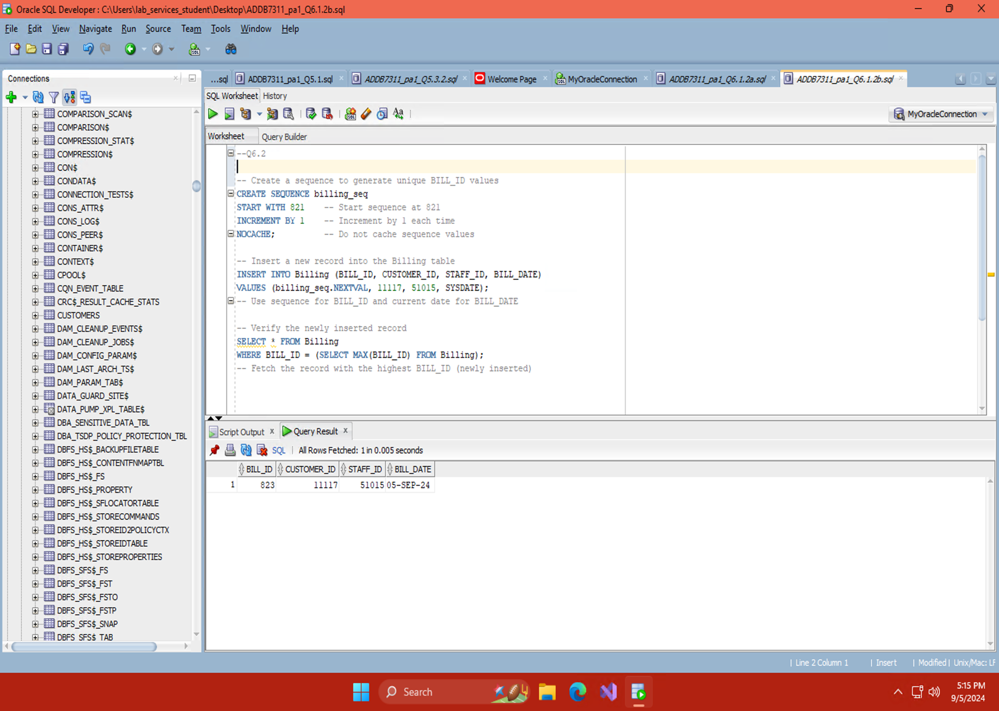 Oracle SQL Developer : C:\Users\lab_services_student\Desktop\ADDB7311_pa1_Q6.1.2b.sql
File Edit View Navigate Run Source Team Tools Window Help
Connections
...sql ADDB7311_pa1_Q5.1.sql ADDB7311_pa1_Q5.3.2.sql Welcome Page MyOracleConnection ADDB7311_pa1_Q6.1.2a.sql ADDB7311_pa1_Q6.1.2b.sql
SQL Worksheet History
MyOracleConnection
Worksheet Query Builder
COMPARISON_SCAN$
COMPARISON$
COMPRESSION_STAT$
COMPRESSION$
CON$
CONDATA$
CONNECTION_TESTS$
CONS_ATTR$
CONS_LOG$
CONS_PEER$
CONTAINER$
CONTEXT$
CPOOL$
CQN_EVENT_TABLE
CRC$_RESULT_CACHE_STATS
CUSTOMERS
DAM_CLEANUP_EVENTS$
DAM_CLEANUP_JOBS$
DAM_CONFIG_PARAM$
DAM_LAST_ARCH_TS$
DAM_PARAM_TAB$
DATA_GUARD_SITE$
DATA_PUMP_XPL_TABLE$
DBA_SENSITIVE_DATA_TBL
DBA_TSDP_POLICY_PROTECTION_TBL
DBFS_HS$_BACKUPFILETABLE
DBFS_HS$_CONTENTFNMAPTBL
DBFS_HS$_FS
DBFS_HS$_PROPERTY
DBFS_HS$_SFLOCATORTABLE
DBFS_HS$_STORECOMMANDS
DBFS_HS$_STOREID2POLICYCTX
DBFS_HS$_STOREIDTABLE
DBFS_HS$_STOREPROPERTIES
DBFS_SFS$_FS
DBFS_SFS$_FST
DBFS_SFS$_FSTO
DBFS_SFS$_FSTP
DBFS_SFS$_SNAP
DBFS_SFS$_TAB
--Q6.2
-- Create a sequence to generate unique BILL_ID values
CREATE SEQUENCE billing_seq
START WITH 821 -- Start sequence at 821
INCREMENT BY 1 -- Increment by 1 each time
NOCACHE; -- Do not cache sequence values
-- Insert a new record into the Billing table
INSERT INTO Billing (BILL_ID, CUSTOMER_ID, STAFF_ID, BILL_DATE)
VALUES (billing_seq.NEXTVAL, 11117, 51015, SYSDATE);
-- Use sequence for BILL_ID and current date for BILL_DATE
-- Verify the newly inserted record
SELECT * FROM Billing
WHERE BILL_ID = (SELECT MAX(BILL_ID) FROM Billing);
-- Fetch the record with the highest BILL_ID (newly inserted)
Script Output Query Result
SQL All Rows Fetched: 1 in 0.005 seconds
BILL_ID CUSTOMER_ID STAFF_ID BILL_DATE
1 823 11117 51015 05-SEP-24
Line 2 Column 1 Insert Modified Unix/Mac: LF
Search
5:15 PM
9/5/2024